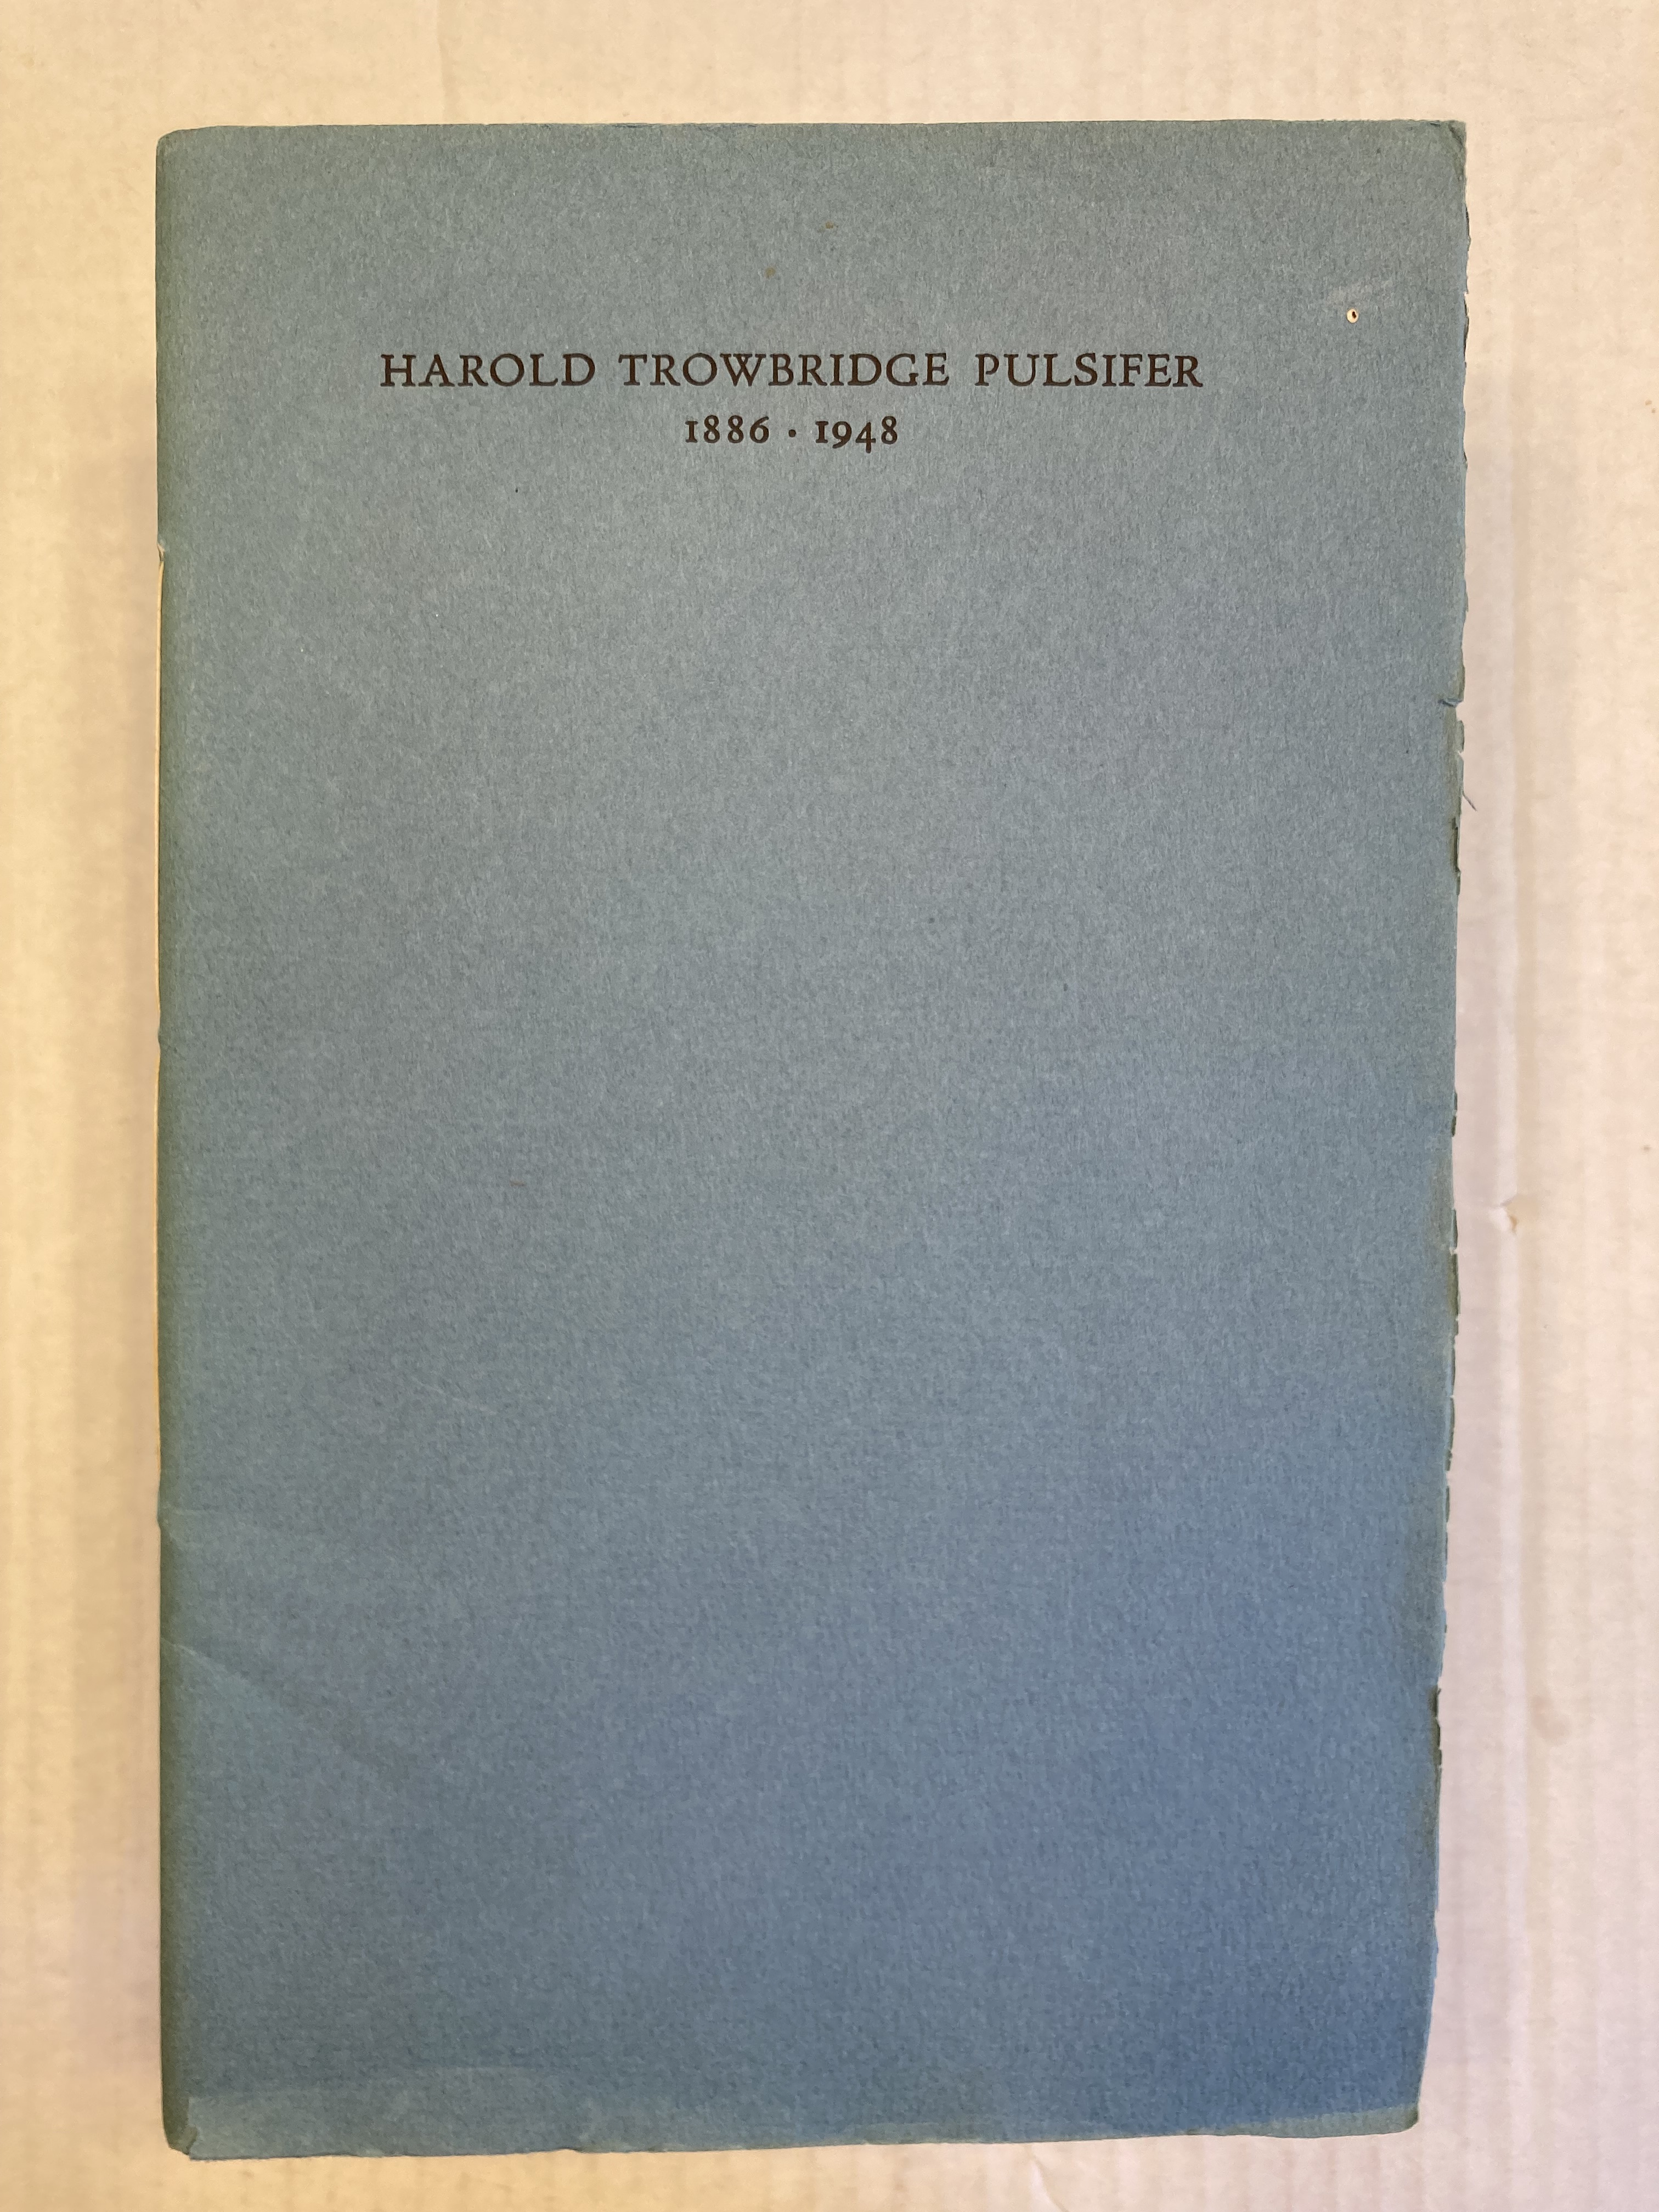 HAROLD TROWBRIDGE PULSIFER
1886 · 1948